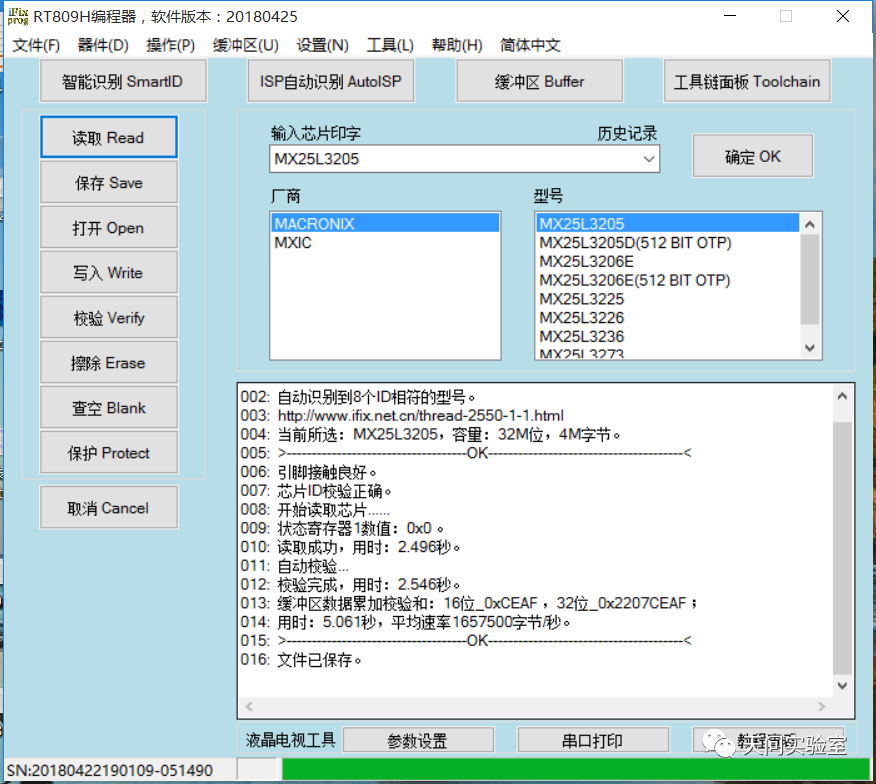 iFix
prog
RT809H编程器，软件版本：20180425
文件(F) 器件(D) 操作(P) 缓冲区(U) 设置(N) 工具(L) 帮助(H) 简体中文
智能识别 SmartID
ISP自动识别 AutoISP
缓冲区 Buffer
工具链面板 Toolchain
读取 Read
保存 Save
打开 Open
写入 Write
校验 Verify
擦除 Erase
查空 Blank
保护 Protect
取消 Cancel
输入芯片印字
历史记录
MX25L3205
确定 OK
厂商
MACRONIX
MXIC
型号
MX25L3205
MX25L3205D(512 BIT OTP)
MX25L3206E
MX25L3206E(512 BIT OTP)
MX25L3225
MX25L3226
MX25L3236
MX25L3273
002: 自动识别到8个ID相符的型号。
003: http://www.ifix.net.cn/thread-2550-1-1.html
004: 当前所选：MX25L3205，容量：32M位，4M字节。
005: >------------------------------------OK---------------------------------------<
006: 引脚接触良好。
007: 芯片ID校验正确。
008: 开始读取芯片......
009: 状态寄存器1数值：0x0 。
010: 读取成功，用时：2.496秒。
011: 自动校验...
012: 校验完成，用时：2.546秒。
013: 缓冲区数据累加校验和：16位_0xCEAF ，32位_0x2207CEAF ；
014: 用时：5.061秒，平均速率1657500字节/秒。
015: >------------------------------------OK---------------------------------------<
016: 文件已保存。
液晶电视工具
参数设置
串口打印
天问实验室
SN:20180422190109-051490